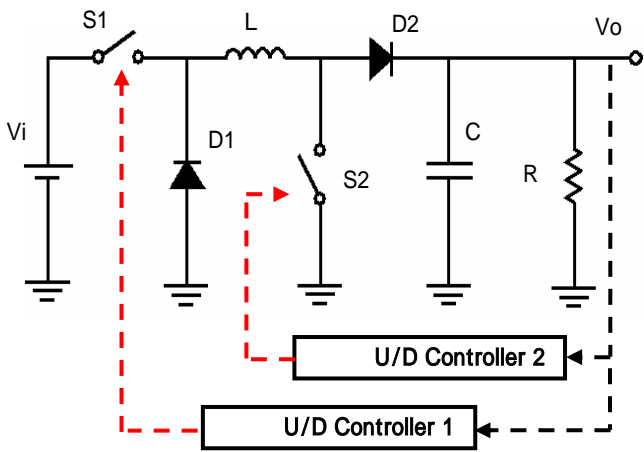 S1
L
D2
Vo
Vi
D1
S2
C
R
U/D Controller 2
U/D Controller 1